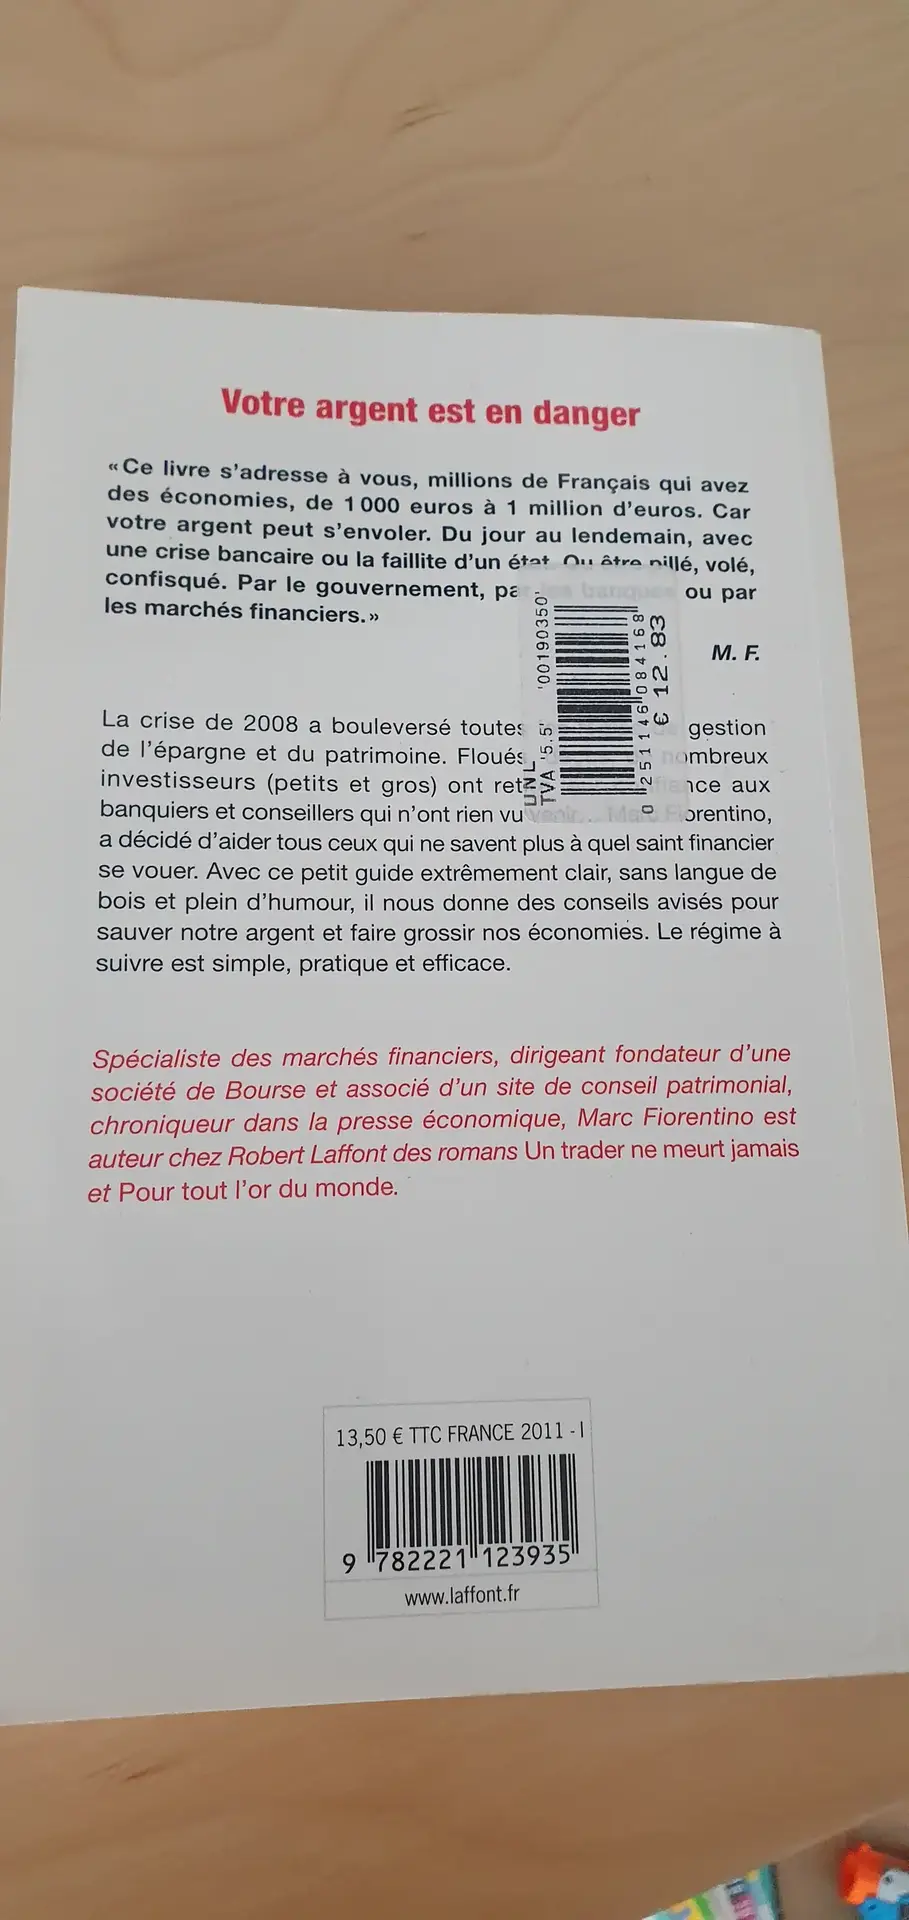 Votre argent est en danger
« Ce livre s'adresse à vous, millions de Français qui avez
des économies, de 1 000 euros à 1 million d'euros. Car
votre argent peut s'envoler. Du jour au lendemain, avec
une crise bancaire ou la faillite d'un état. Ou être pillé, volé,
confisqué. Par le gouvernement, par les banques ou par
les marchés financiers. »
M. F.
La crise de 2008 a bouleversé toutes gestion
de l'épargne et du patrimoine. Floués nombreux
investisseurs (petits et gros) ont aux
banquiers et conseillers qui n'ont rien vu venir... Marc Fiorentino,
a décidé d'aider tous ceux qui ne savent plus à quel saint financier
se vouer. Avec ce petit guide extrêmement clair, sans langue de
bois et plein d'humour, il nous donne des conseils avisés pour
sauver notre argent et faire grossir nos économies. Le régime à
suivre est simple, pratique et efficace.
UNL '00190350'
TVA '5.5'
0 251146 084168
€ 12.83
Spécialiste des marchés financiers, dirigeant fondateur d'une
société de Bourse et associé d'un site de conseil patrimonial,
chroniqueur dans la presse économique, Marc Fiorentino est
auteur chez Robert Laffont des romans Un trader ne meurt jamais
et Pour tout l'or du monde.
13,50 € TTC FRANCE 2011 - I
9 782221 123935
www.laffont.fr